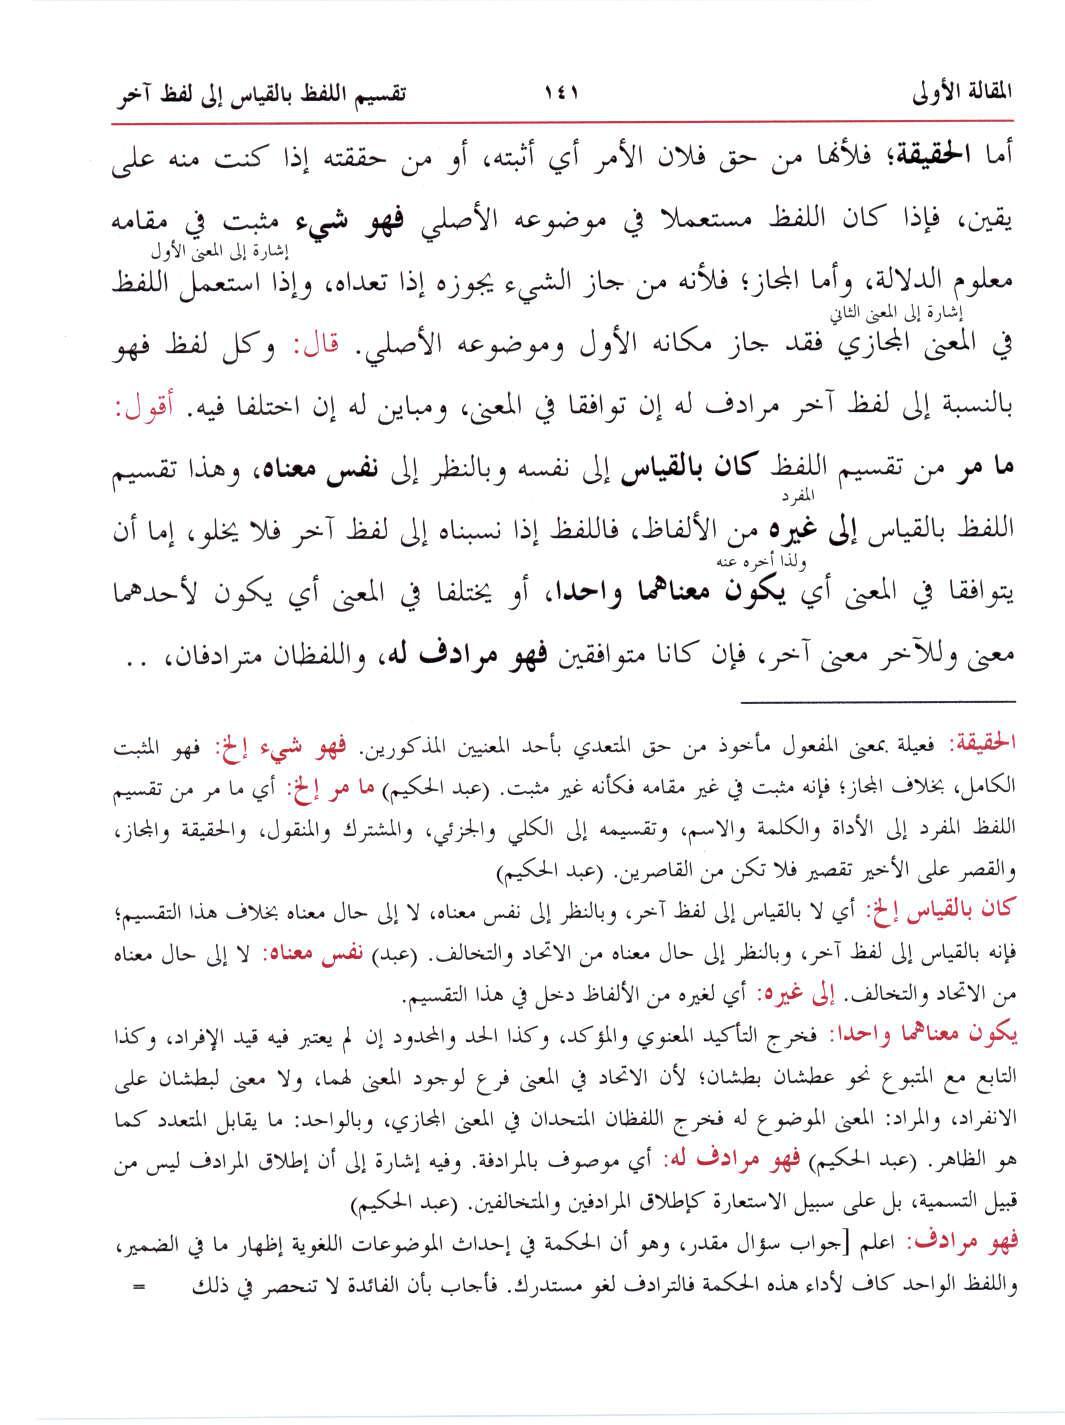 المقالة الأولى ١٤١ تقسيم اللفظ بالقياس إلى لفظ آخر
أما الحقيقة؛ فلأنها من حق فلان الأمر أي أثبته، أو من حققته إذا كنت منه على
يقين، فإذا كان اللفظ مستعملا في موضوعه الأصلي فهو شيء مثبت في مقامه
إشارة إلى المعنى الأول
معلوم الدلالة، وأما المجاز؛ فلأنه من جاز الشيء يجوزه إذا تعداه، وإذا استعمل اللفظ
إشارة إلى المعنى الثاني
في المعنى المجازي فقد جاز مكانه الأول وموضوعه الأصلي. قال: وكل لفظ فهو
بالنسبة إلى لفظ آخر مرادف له إن توافقا في المعنى، ومباين له إن اختلفا فيه. أقول:
ما مر من تقسيم اللفظ كان بالقياس إلى نفسه وبالنظر إلى نفس معناه، وهذا تقسيم
المفرد
اللفظ بالقياس إلى غيره من الألفاظ، فاللفظ إذا نسبناه إلى لفظ آخر فلا يخلو، إما أن
ولذا أخره عنه
يتوافقا في المعنى أي يكون معناهما واحدا، أو يختلفا في المعنى أي يكون لأحدهما
معنى وللآخر معنى آخر، فإن كانا متوافقين فهو مرادف له، واللفظان مترادفان، ..
الحقيقة: فعيلة بمعنى المفعول مأخوذ من حق المتعدي بأحد المعنيين المذكورين. فهو شيء إلخ: فهو المثبت
الكامل، بخلاف المجاز؛ فإنه مثبت في غير مقامه فكأنه غير مثبت. (عبد الحكيم) ما مر إلخ: أي ما مر من تقسيم
اللفظ المفرد إلى الأداة والكلمة والاسم، وتقسيمه إلى الكلي والجزئي، والمشترك والمنقول، والحقيقة والمجاز،
والقصر على الأخير تقصير فلا تكن من القاصرين. (عبد الحكيم)
كان بالقياس إلخ: أي لا بالقياس إلى لفظ آخر، وبالنظر إلى نفس معناه، لا إلى حال معناه بخلاف هذا التقسيم؛
فإنه بالقياس إلى لفظ آخر، وبالنظر إلى حال معناه من الاتحاد والتخالف. (عبد) نفس معناه: لا إلى حال معناه
من الاتحاد والتخالف. إلى غيره: أي لغيره من الألفاظ دخل في هذا التقسيم.
يكون معناهما واحدا: فخرج التأكيد المعنوي والمؤكد، وكذا الحد والمحدود إن لم يعتبر فيه قيد الإفراد، وكذا
التابع مع المتبوع نحو عطشان بطشان؛ لأن الاتحاد في المعنى فرع لوجود المعنى لهما، ولا معنى لبطشان على
الانفراد، والمراد: المعنى الموضوع له فخرج اللفظان المتحدان في المعنى المجازي، وبالواحد: ما يقابل المتعدد كما
هو الظاهر. (عبد الحكيم) فهو مرادف له: أي موصوف بالمرادفة. وفيه إشارة إلى أن إطلاق المرادف ليس من
قبيل التسمية، بل على سبيل الاستعارة كإطلاق المرادفين والمتخالفين. (عبد الحكيم)
فهو مرادف: اعلم [جواب سؤال مقدر، وهو أن الحكمة في إحداث الموضوعات اللغوية إظهار ما في الضمير،
واللفظ الواحد كاف لأداء هذه الحكمة فالترادف لغو مستدرك. فأجاب بأن الفائدة لا تنحصر في ذلك =